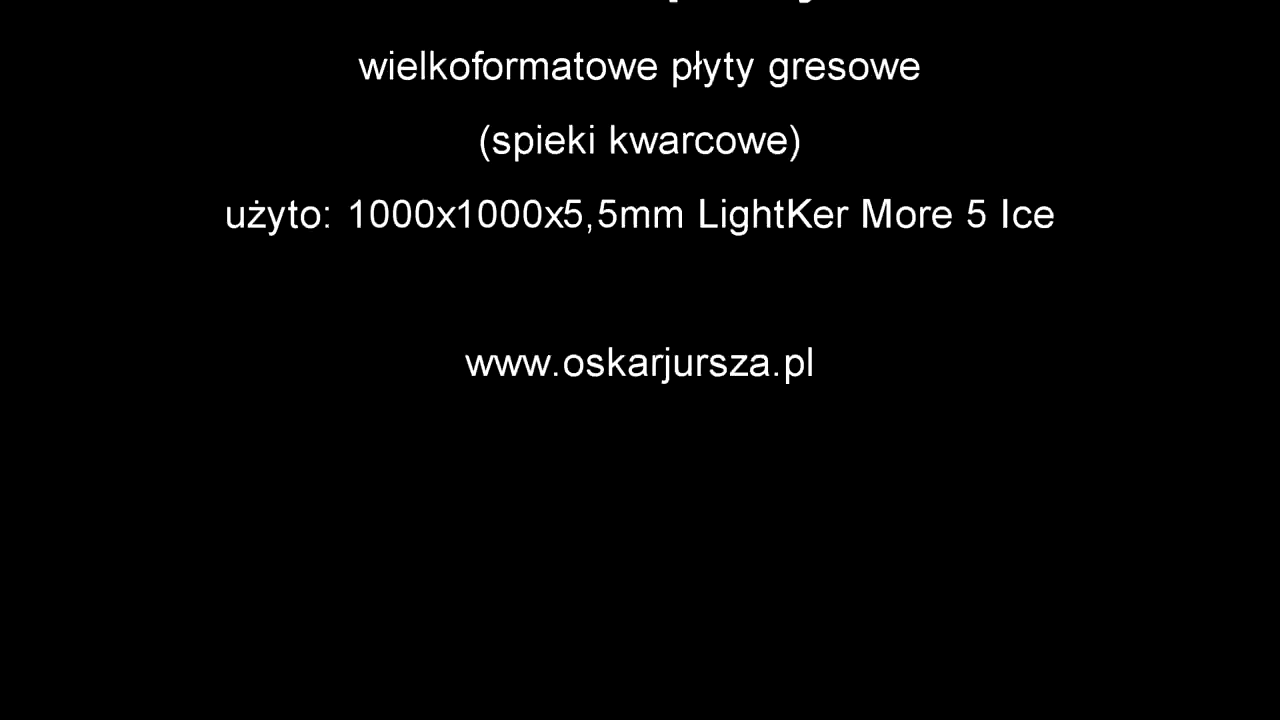 wielkoformatowe płyty gresowe
(spieki kwarcowe)
użyto: 1000x1000x5,5mm LightKer More 5 Ice
www.oskarjursza.pl